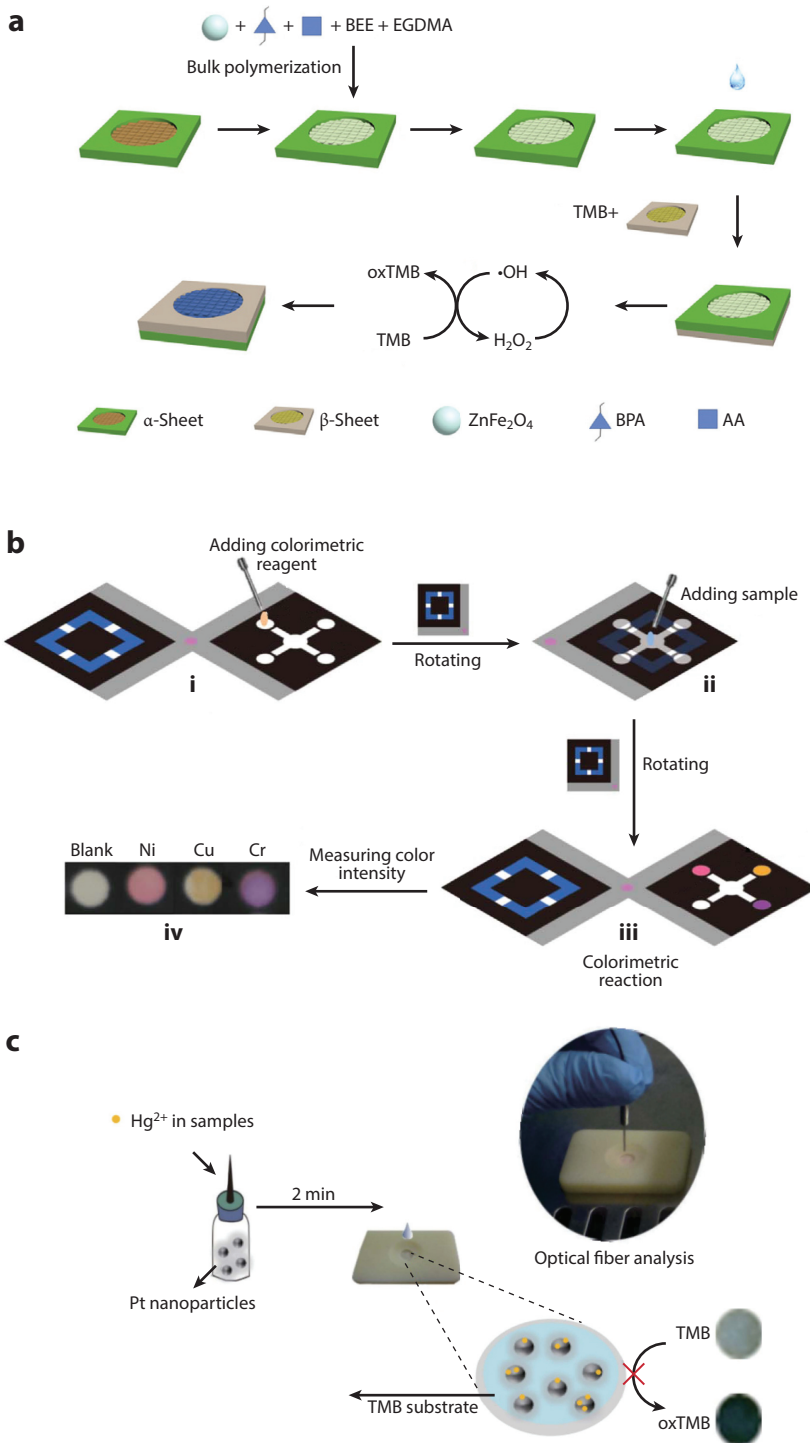 a
+ + + BEE + EGDMA
Bulk polymerization
TMB+
oxTMB
•OH
TMB
H₂O₂
α-Sheet
β-Sheet
ZnFe₂O₄
BPA
AA
b
Adding colorimetric
reagent
Adding sample
Rotating
i
ii
Rotating
Blank
Ni
Cu
Cr
Measuring color
intensity
iv
iii
Colorimetric
reaction
c
Hg²⁺ in samples
2 min
Pt nanoparticles
Optical fiber analysis
TMB
TMB substrate
oxTMB